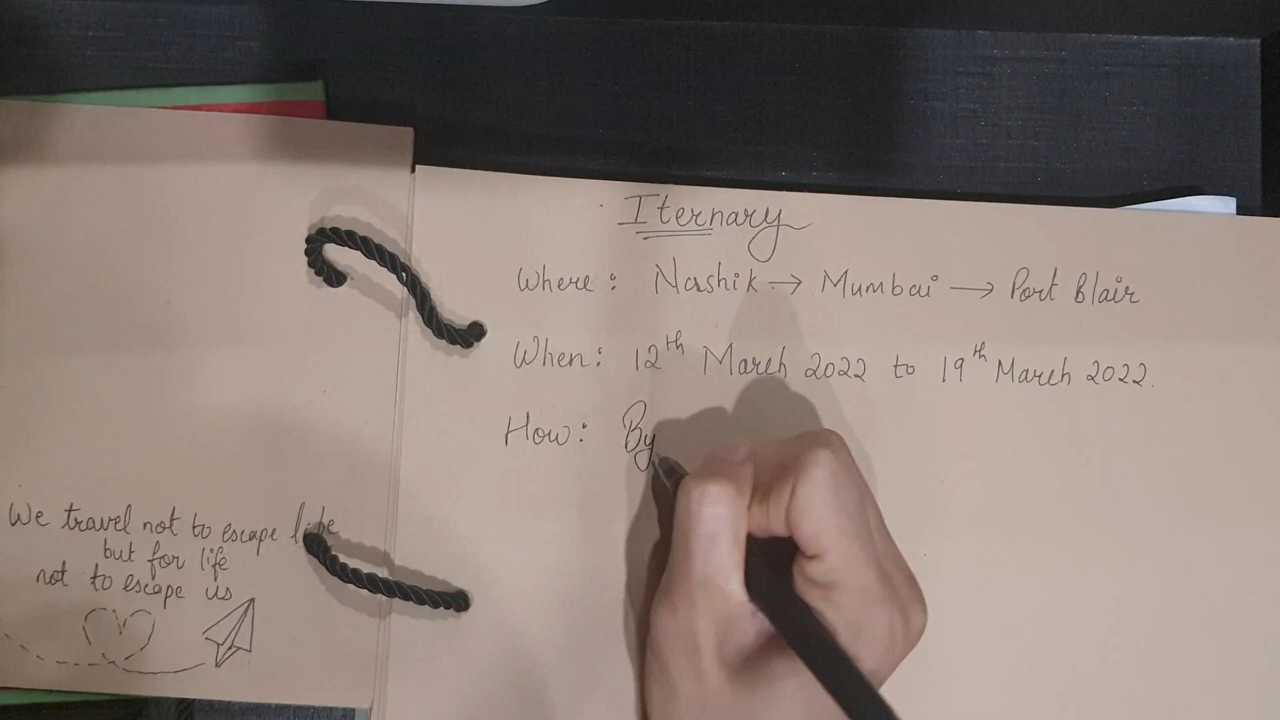 We travel not to escape life
but for life
not to escape us
Iternary
Where: Nashik → Mumbai → Port Blair
When: 12th March 2022 to 19th March 2022.
How: By